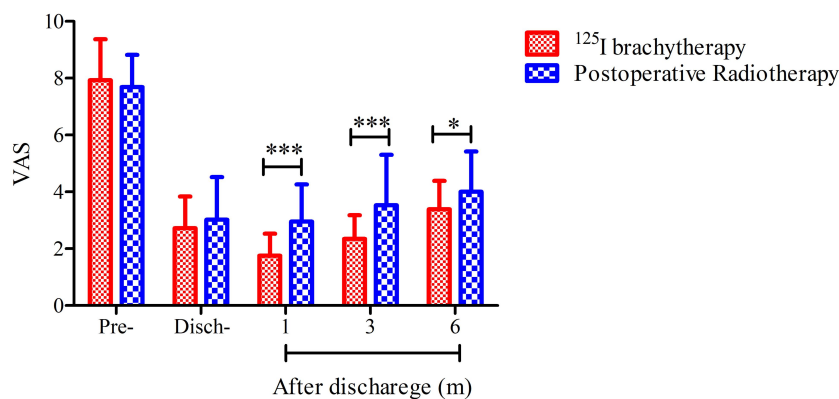 10
8
6
4
2
0
VAS
*** *** *
Pre- Disch- 1 3 6
After discharege (m)
¹²⁵I brachytherapy
Postoperative Radiotherapy